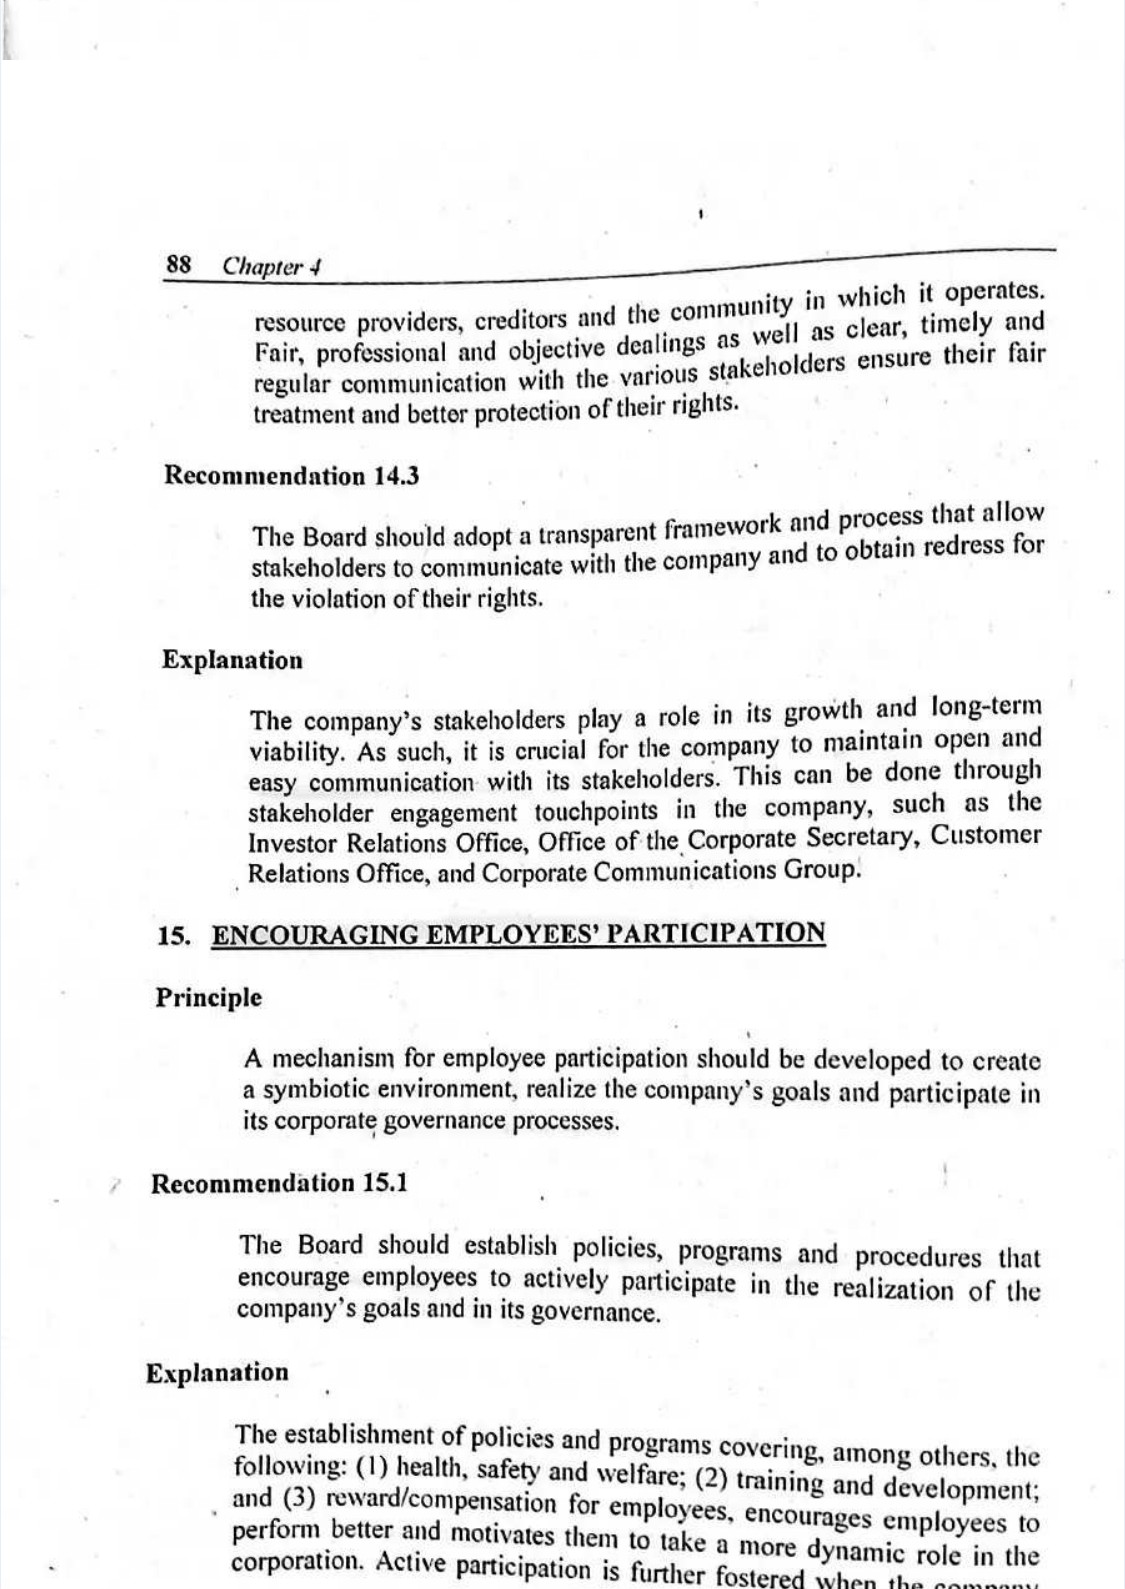 88 Chapter 4
resource providers, creditors and the community in which it operates.
Fair, professional and objective dealings as well as clear, timely and
regular communication with the various stakeholders ensure their fair
treatment and better protection of their rights.
Recommendation 14.3
The Board should adopt a transparent framework and process that allow
stakeholders to communicate with the company and to obtain redress for
the violation of their rights.
Explanation
The company's stakeholders play a role in its growth and long-term
viability. As such, it is crucial for the company to maintain open and
easy communication with its stakeholders. This can be done through
stakeholder engagement touchpoints in the company, such as the
Investor Relations Office, Office of the Corporate Secretary, Customer
Relations Office, and Corporate Communications Group.
15. ENCOURAGING EMPLOYEES' PARTICIPATION
Principle
A mechanism for employee participation should be developed to create
a symbiotic environment, realize the company's goals and participate in
its corporate governance processes.
Recommendation 15.1
The Board should establish policies, programs and procedures that
encourage employees to actively participate in the realization of the
company's goals and in its governance.
Explanation
The establishment of policies and programs covering, among others, the
following: (1) health, safety and welfare; (2) training and development;
and (3) reward/compensation for employees, encourages employees to
perform better and motivates them to take a more dynamic role in the
corporation. Active participation is further fostered when the company